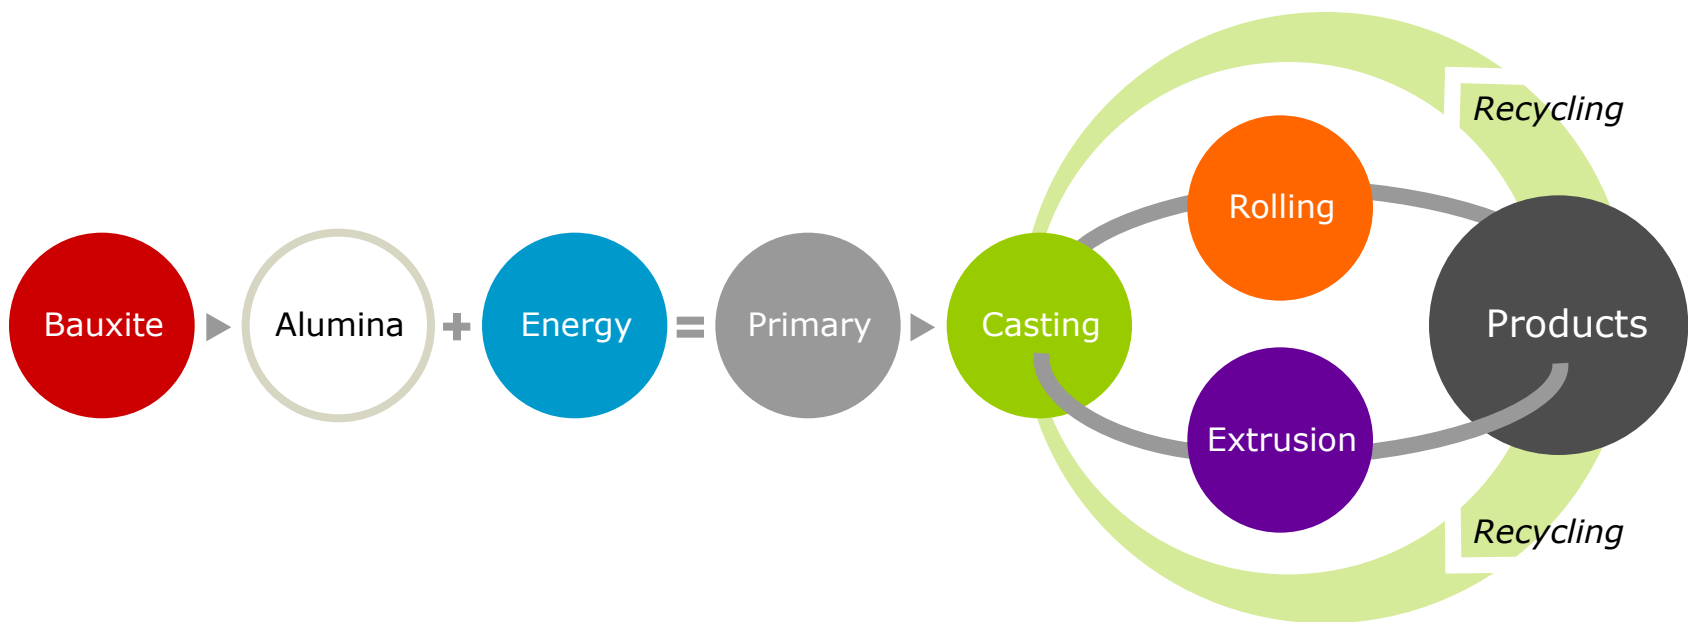 Recycling
Rolling
Bauxite
Alumina
Energy
Primary
Casting
Products
Extrusion
Recycling